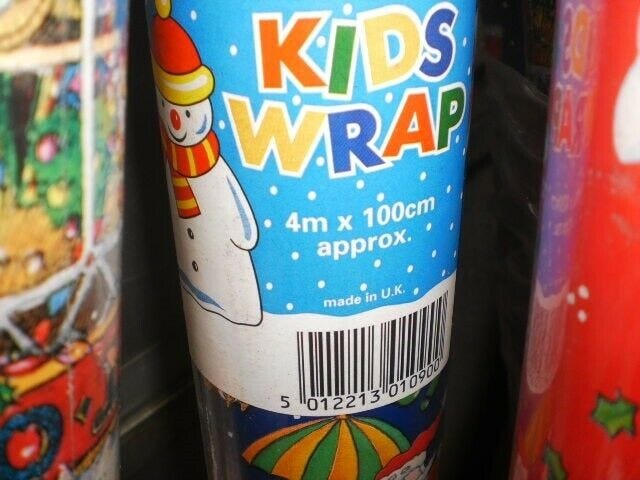 KIDS
WRAP
4m x 100cm
approx.
made in U.K.
5 012213 010900